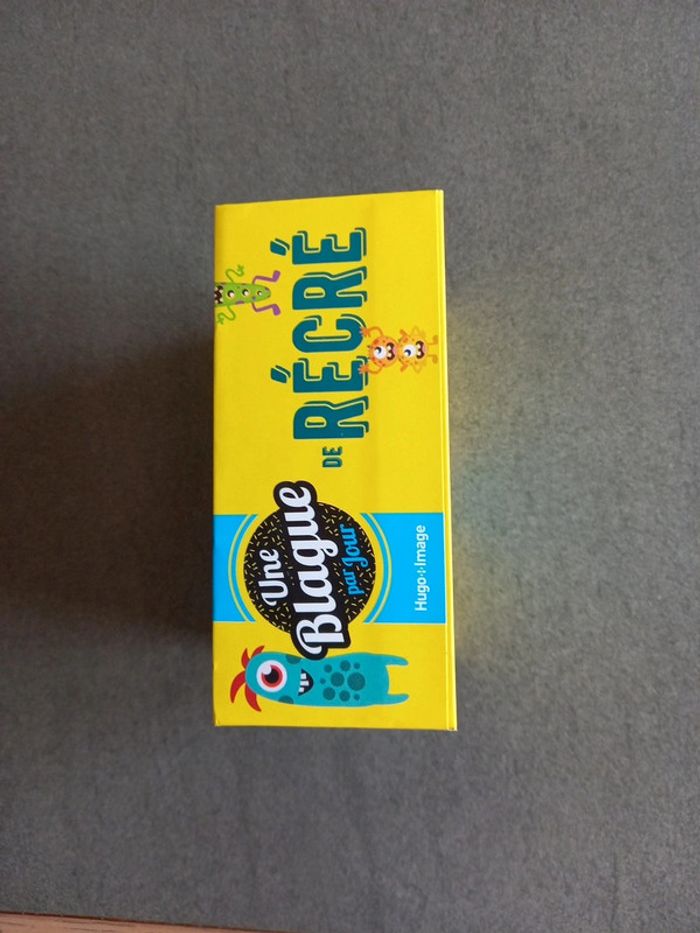 Une
Blague
par Jour
DE RÉCRÉ
Hugo Image